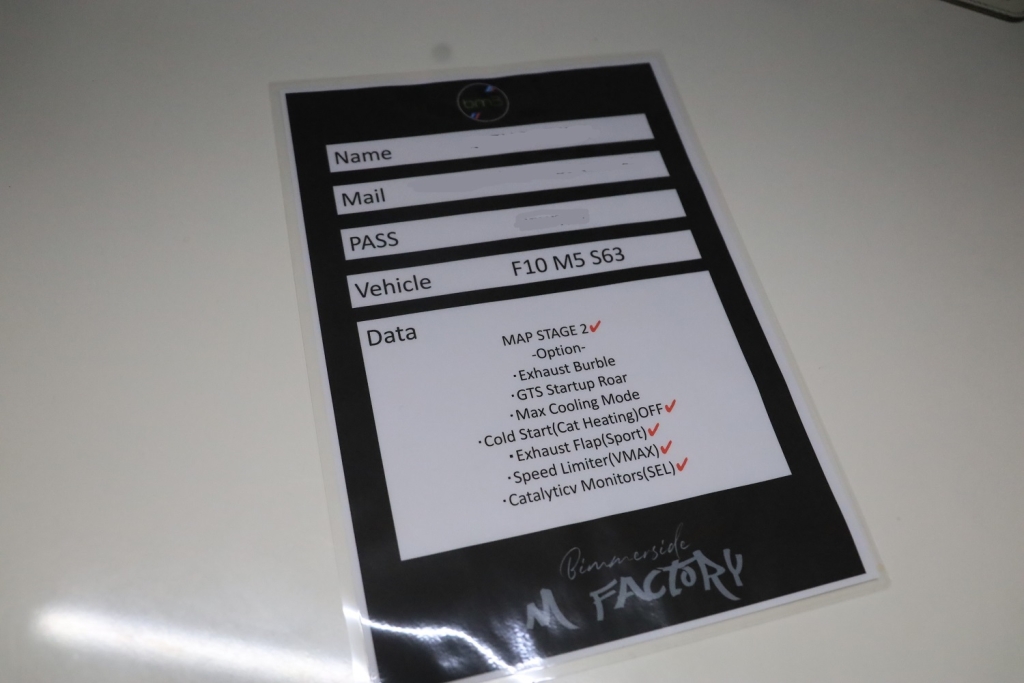 Name
Mail
PASS
Vehicle F10 M5 S63
Data
MAP STAGE 2✔
-Option-
・Exhaust Burble
・GTS Startup Roar
・Max Cooling Mode
・Cold Start(Cat Heating)OFF✔
・Exhaust Flap(Sport)✔
・Speed Limiter(VMAX)✔
・Catalyticv Monitors(SEL)✔
Bimmerside
M FACTORY